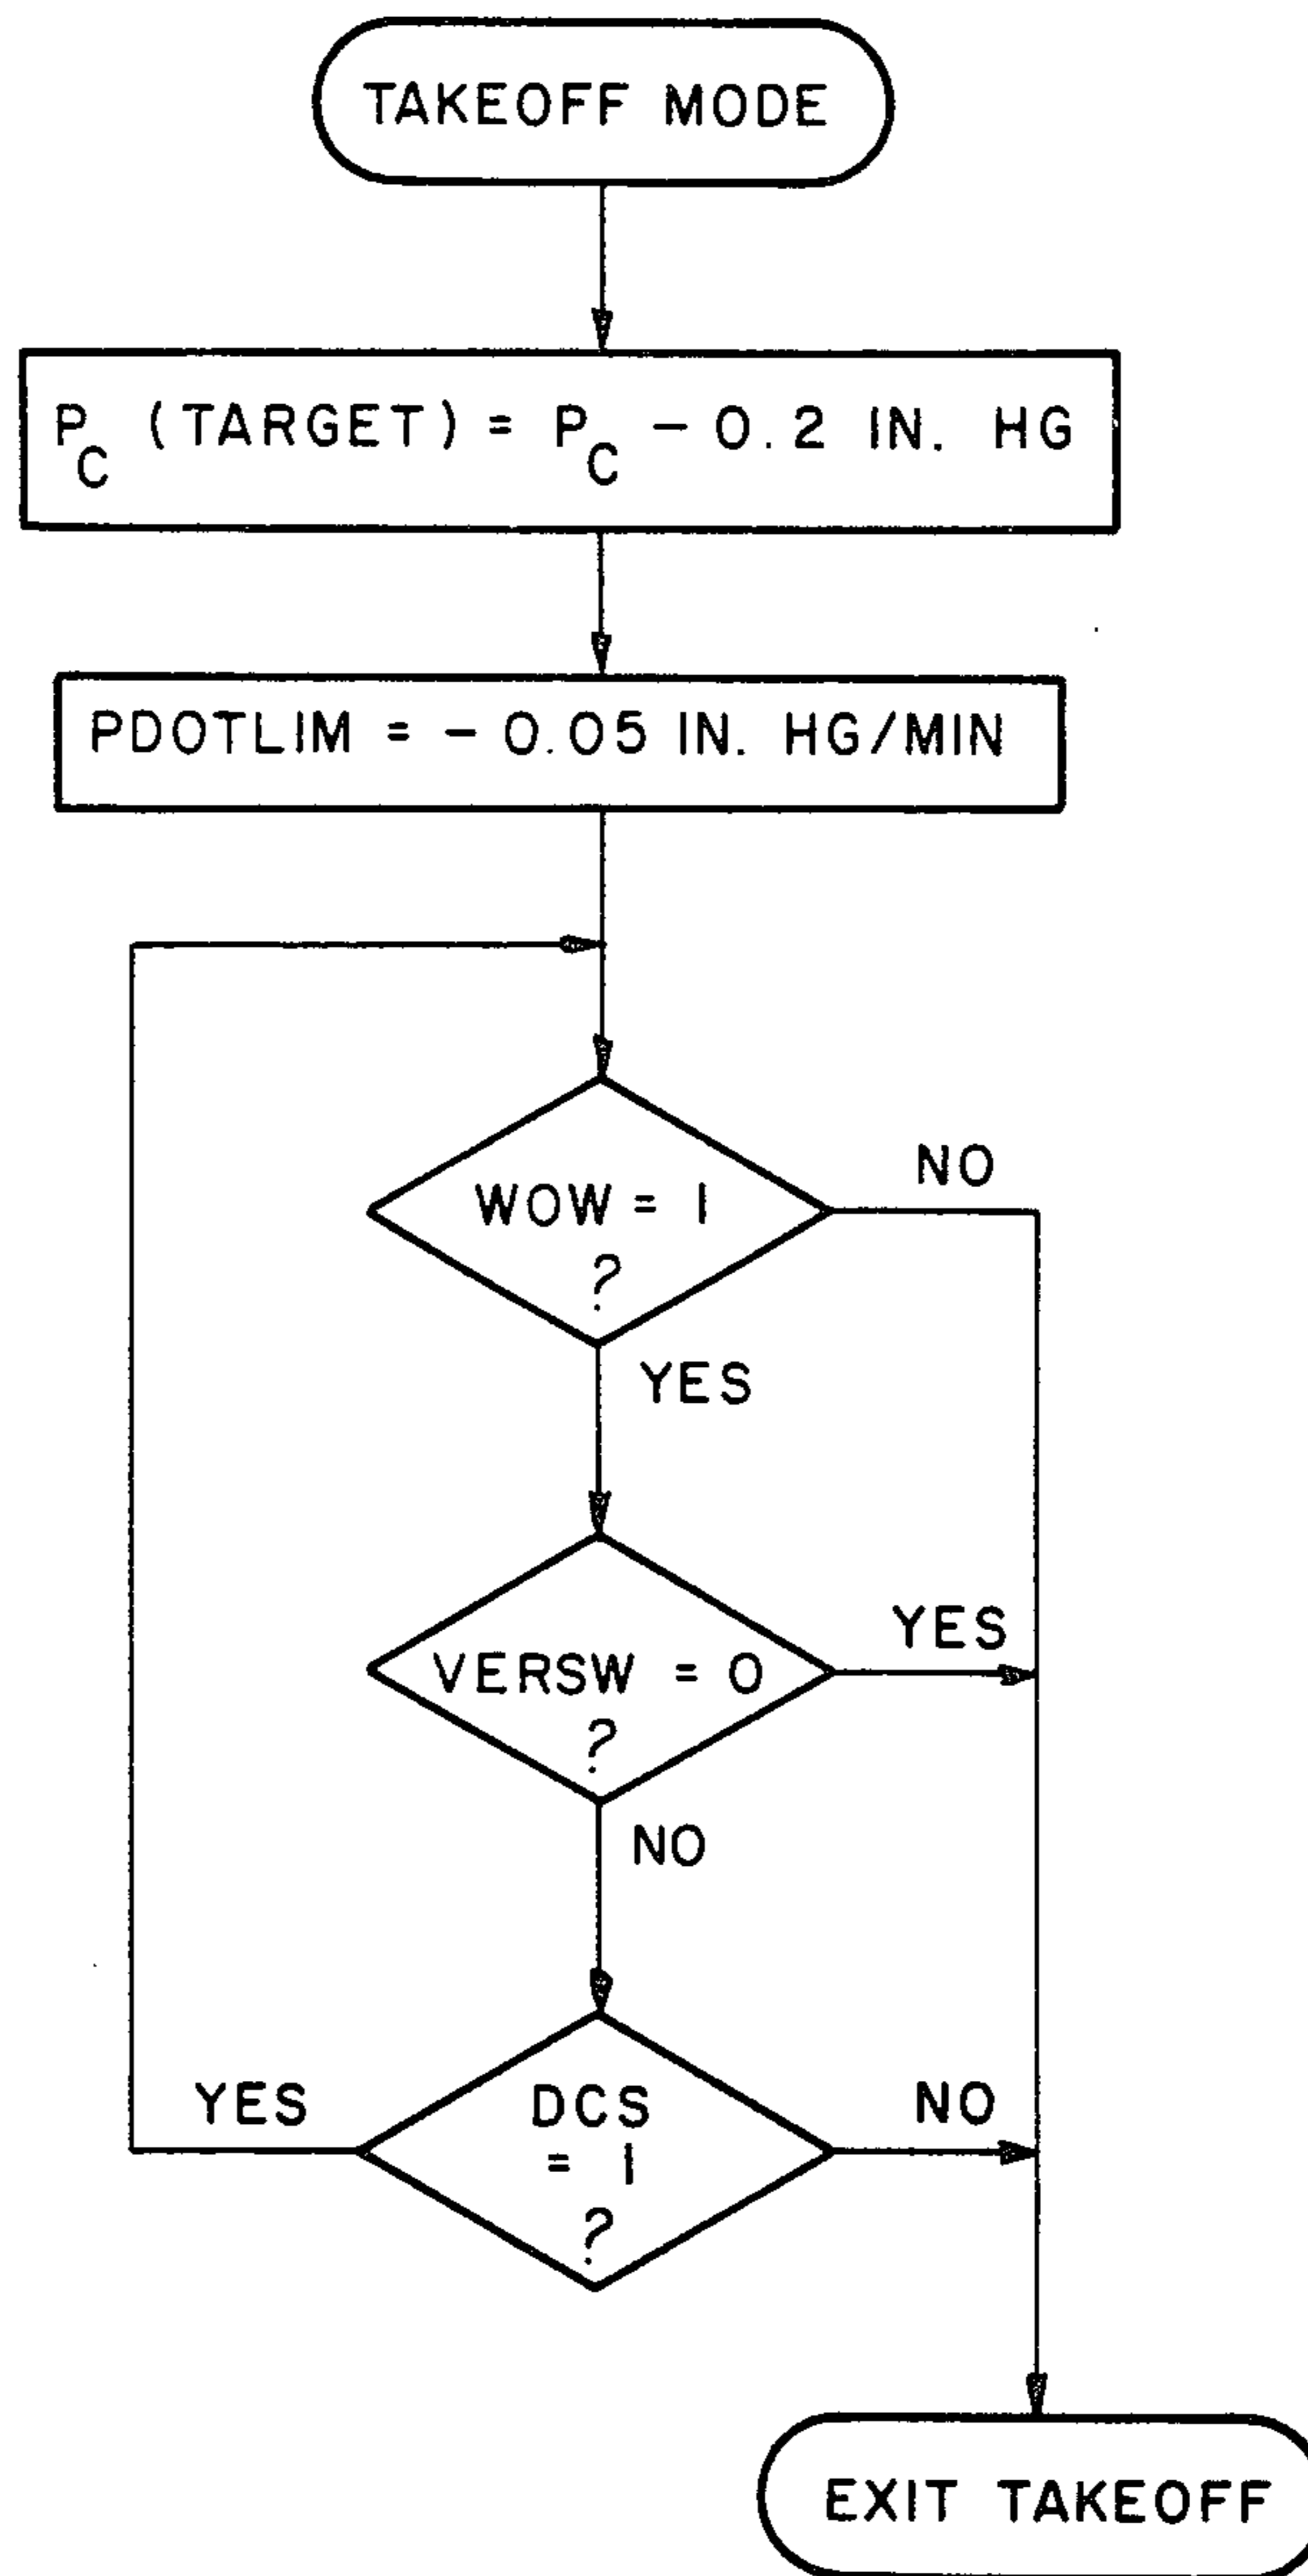 TAKEOFF MODE
P_C (TARGET) = P_C - 0.2 IN. HG
PDOTLIM = - 0.05 IN. HG/MIN
WOW = 1
?
NO
YES
VERSW = 0
?
YES
NO
DCS
= 1
?
YES
NO
EXIT TAKEOFF